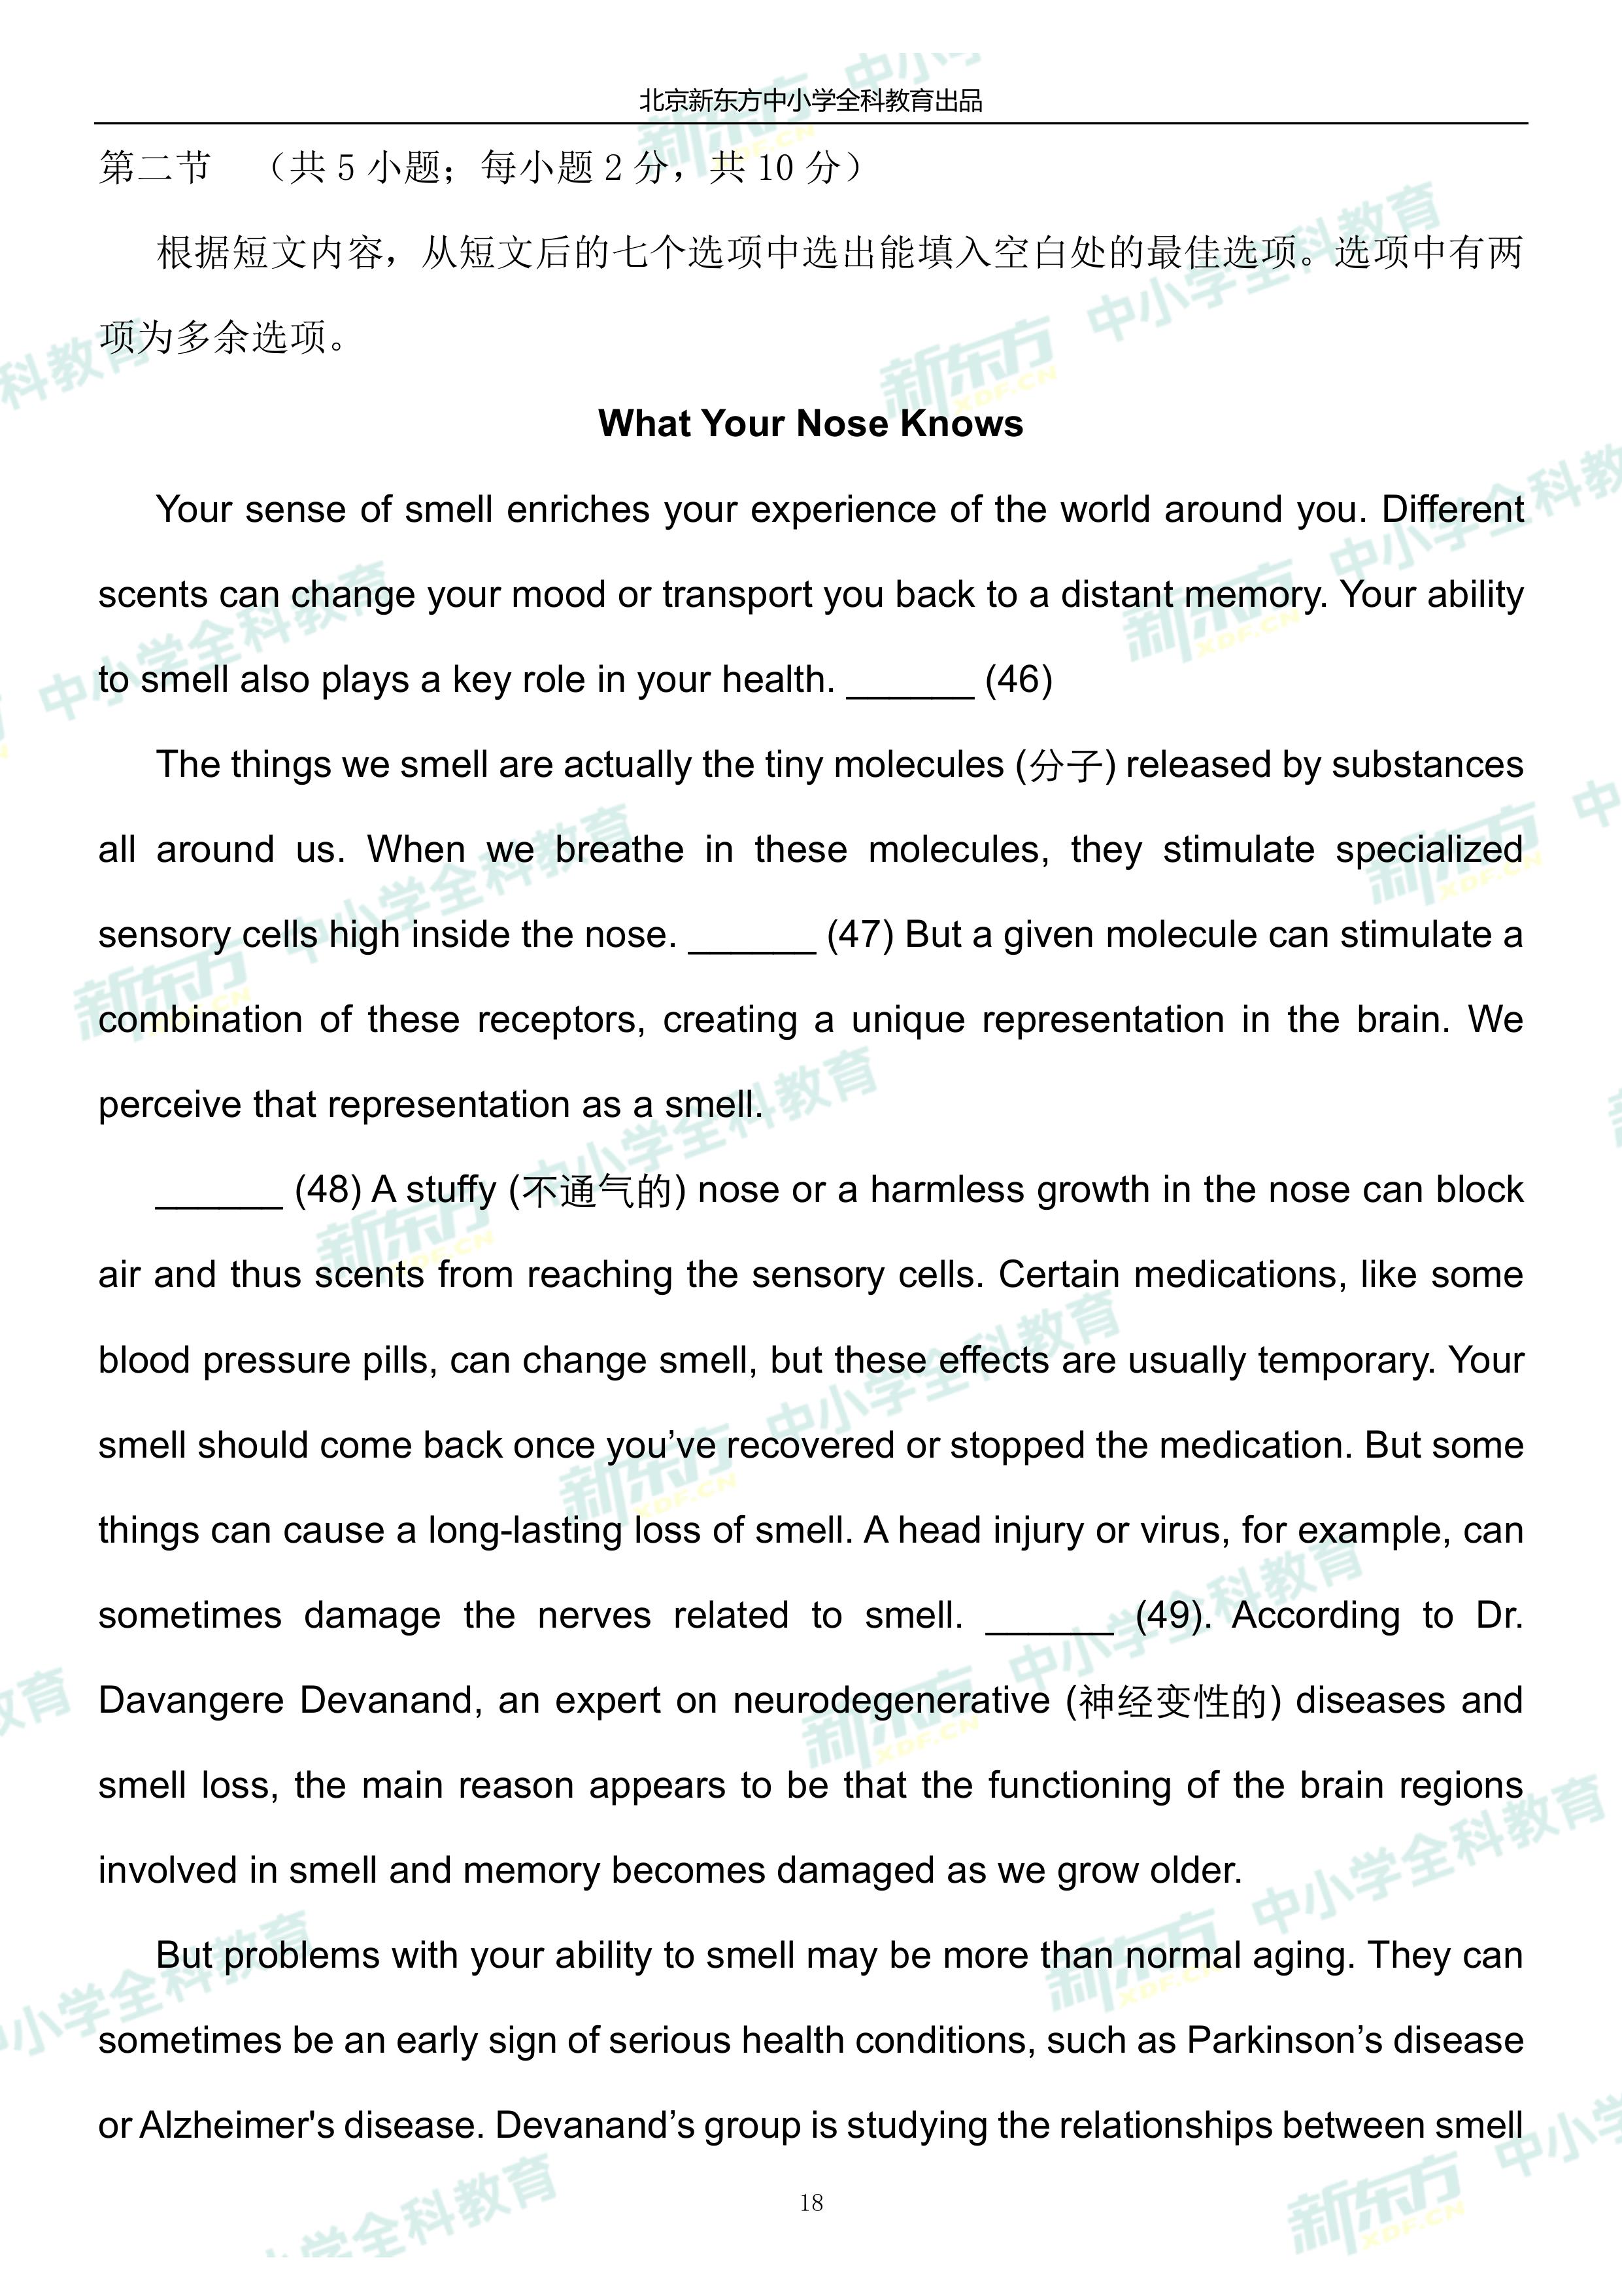 北京新东方中小学全科教育出品
第二节 （共 5 小题；每小题 2 分，共 10 分）
根据短文内容，从短文后的七个选项中选出能填入空白处的最佳选项。选项中有两
项为多余选项。
What Your Nose Knows
Your sense of smell enriches your experience of the world around you. Different
scents can change your mood or transport you back to a distant memory. Your ability
to smell also plays a key role in your health. ______ (46)
The things we smell are actually the tiny molecules (分子) released by substances
all around us. When we breathe in these molecules, they stimulate specialized
sensory cells high inside the nose. ______ (47) But a given molecule can stimulate a
combination of these receptors, creating a unique representation in the brain. We
perceive that representation as a smell.
______ (48) A stuffy (不通气的) nose or a harmless growth in the nose can block
air and thus scents from reaching the sensory cells. Certain medications, like some
blood pressure pills, can change smell, but these effects are usually temporary. Your
smell should come back once you’ve recovered or stopped the medication. But some
things can cause a long-lasting loss of smell. A head injury or virus, for example, can
sometimes damage the nerves related to smell. ______ (49). According to Dr.
Davangere Devanand, an expert on neurodegenerative (神经变性的) diseases and
smell loss, the main reason appears to be that the functioning of the brain regions
involved in smell and memory becomes damaged as we grow older.
But problems with your ability to smell may be more than normal aging. They can
sometimes be an early sign of serious health conditions, such as Parkinson’s disease
or Alzheimer's disease. Devanand’s group is studying the relationships between smell
18
新东方 XDF.CN 中小学全科教育